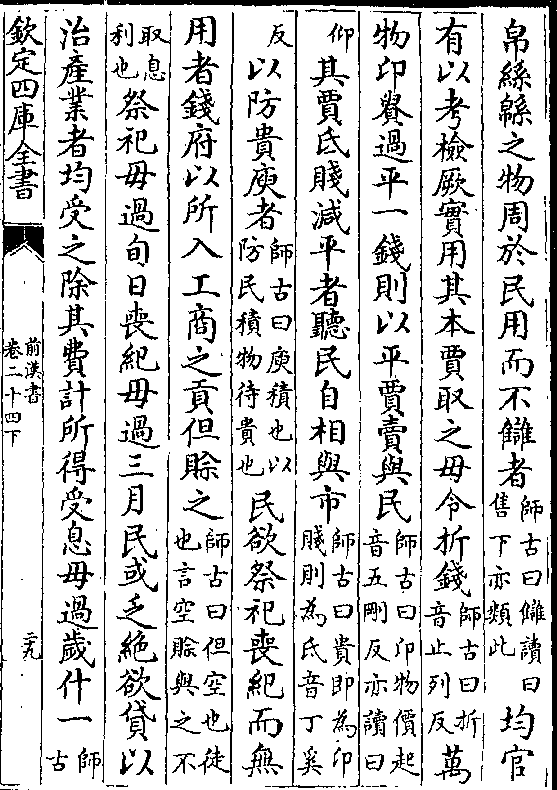 帛絲緜之物周於民用而不讎者師古曰讎讀曰售下亦類此均官
有以考檢厥實用其本賈取之毋令折錢師古曰折音止列反萬
物卬貴過平一錢則以平賈賣與民師古曰卬物價起音五剛反亦讀曰
仰其賈氐賤減平者聽民自相與市師古曰貴即為卬賤則為氐音丁奚
反以防貴庾者師古曰庾積也以防民積物待貴也民欲祭祀喪紀而無
用者錢府以所入工商之貢但賒之師古曰但空也徒也言空賒與之不
取息利也祭祀毋過旬日喪紀毋過三月民或乏絕欲貸以
治產業者均受之除其費計所得受息毋過歲什一師古
欽定四庫全書
前漢書
卷二十四下
二九